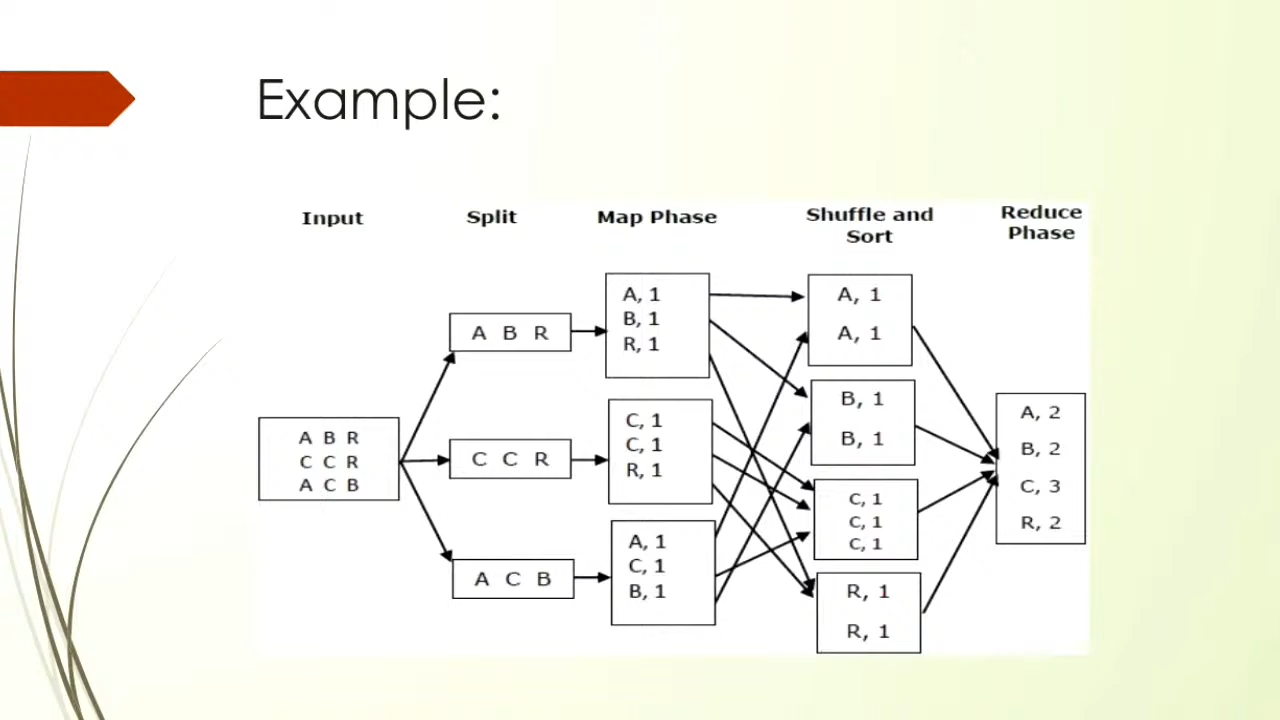 Example:
Input
Split
Map Phase
Shuffle and
Sort
Reduce
Phase
A B R
C C R
A C B
A B R
C C R
A C B
A, 1
B, 1
R, 1
C, 1
C, 1
R, 1
A, 1
C, 1
B, 1
A, 1
A, 1
B, 1
B, 1
C, 1
C, 1
C, 1
R, 1
R, 1
A, 2
B, 2
C, 3
R, 2